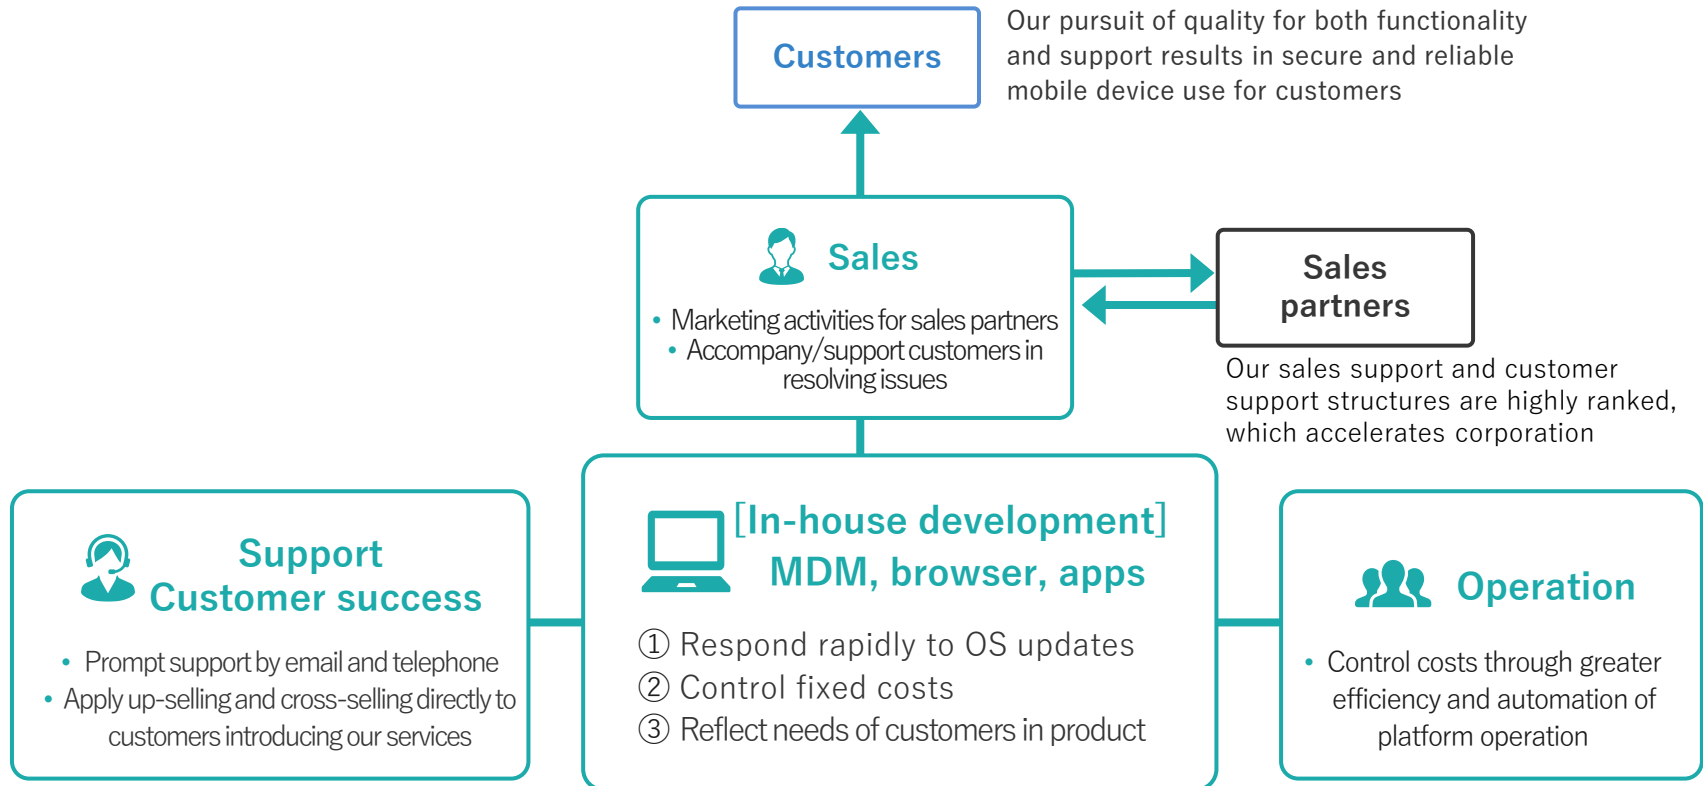 Customers
Our pursuit of quality for both functionality
and support results in secure and reliable
mobile device use for customers
Sales
• Marketing activities for sales partners
• Accompany/support customers in
resolving issues
Sales
partners
Our sales support and customer
support structures are highly ranked,
which accelerates corporation
Support
Customer success
• Prompt support by email and telephone
• Apply up-selling and cross-selling directly to
customers introducing our services
[In-house development]
MDM, browser, apps
① Respond rapidly to OS updates
② Control fixed costs
③ Reflect needs of customers in product
Operation
• Control costs through greater
efficiency and automation of
platform operation